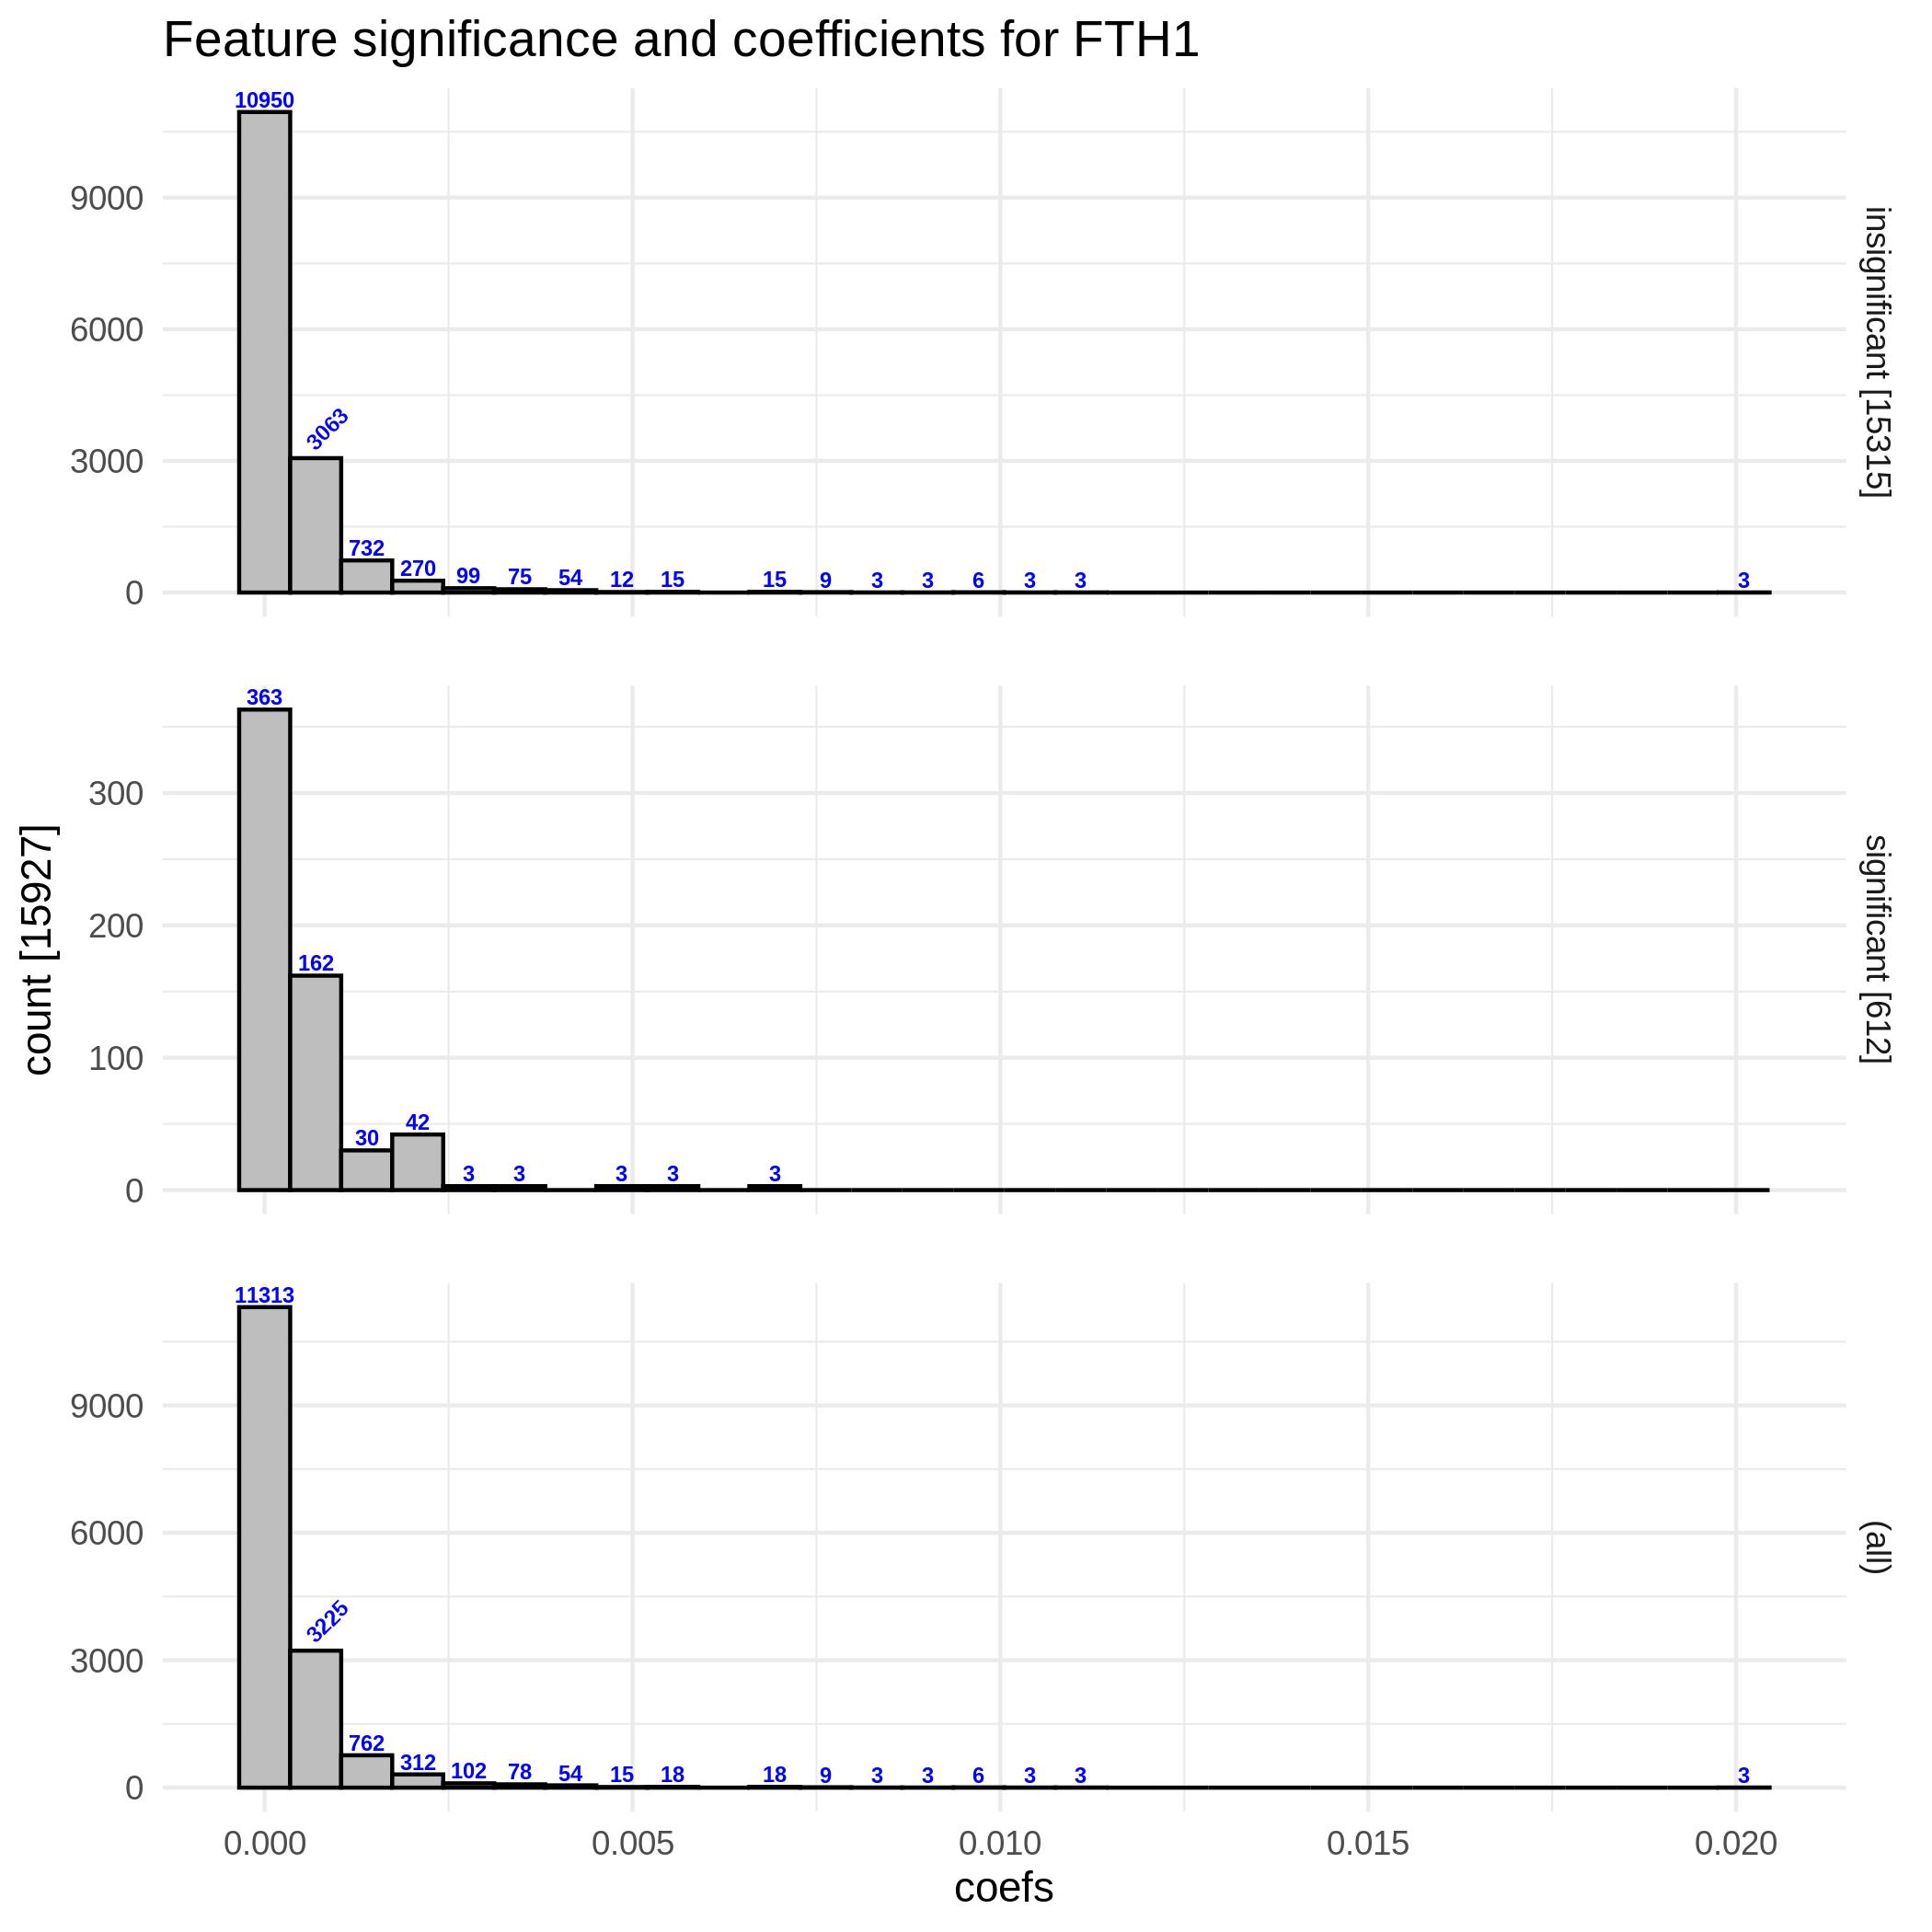 Feature significance and coefficients for FTH1
10950
9000
6000
3000
0
3063
732 270 99 75 54 12 15 15 9 3 3 6 3 3 3
insignificant [15315]
count [15927]
363
300
200
100
0
162
30 42 3 3 3 3 3
significant [612]
11313
9000
6000
3000
0
3225
762 312 102 78 54 15 18 18 9 3 3 6 3 3 3
(all)
0.000 0.005 0.010 0.015 0.020
coefs